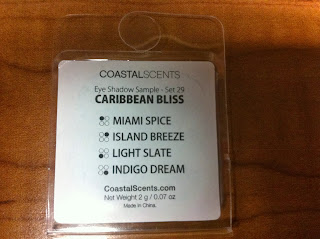 COASTALSCENTS
Eye Shadow Sample - Set 29
CARIBBEAN BLISS
MIAMI SPICE
ISLAND BREEZE
LIGHT SLATE
INDIGO DREAM
CoastalScents.com
Net Weight 2 g / 0.07 oz
Made in China.